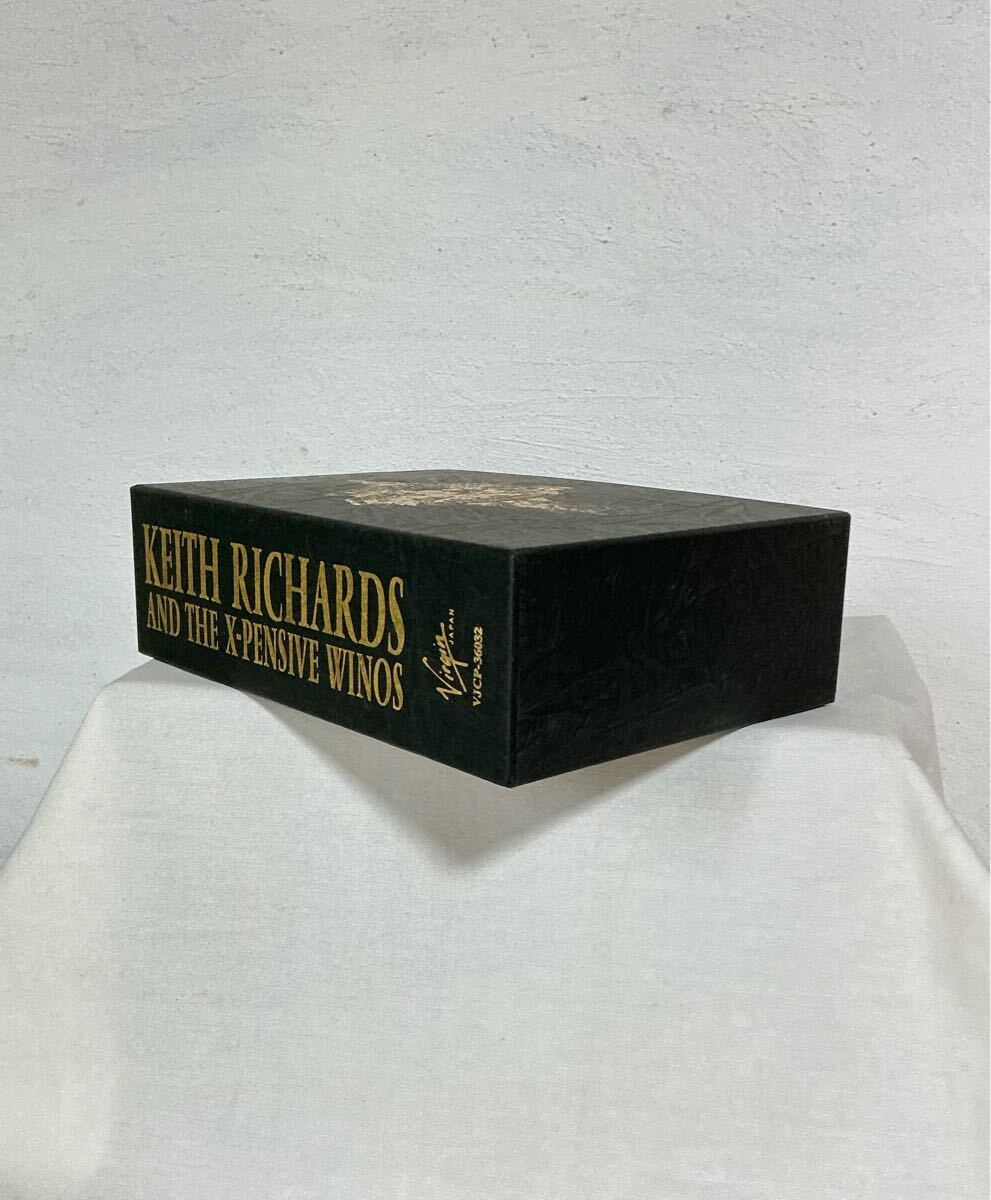 KEITH RICHARDS
AND THE X-PENSIVE WINOS
Virgin
JAPAN
VJCP-36032